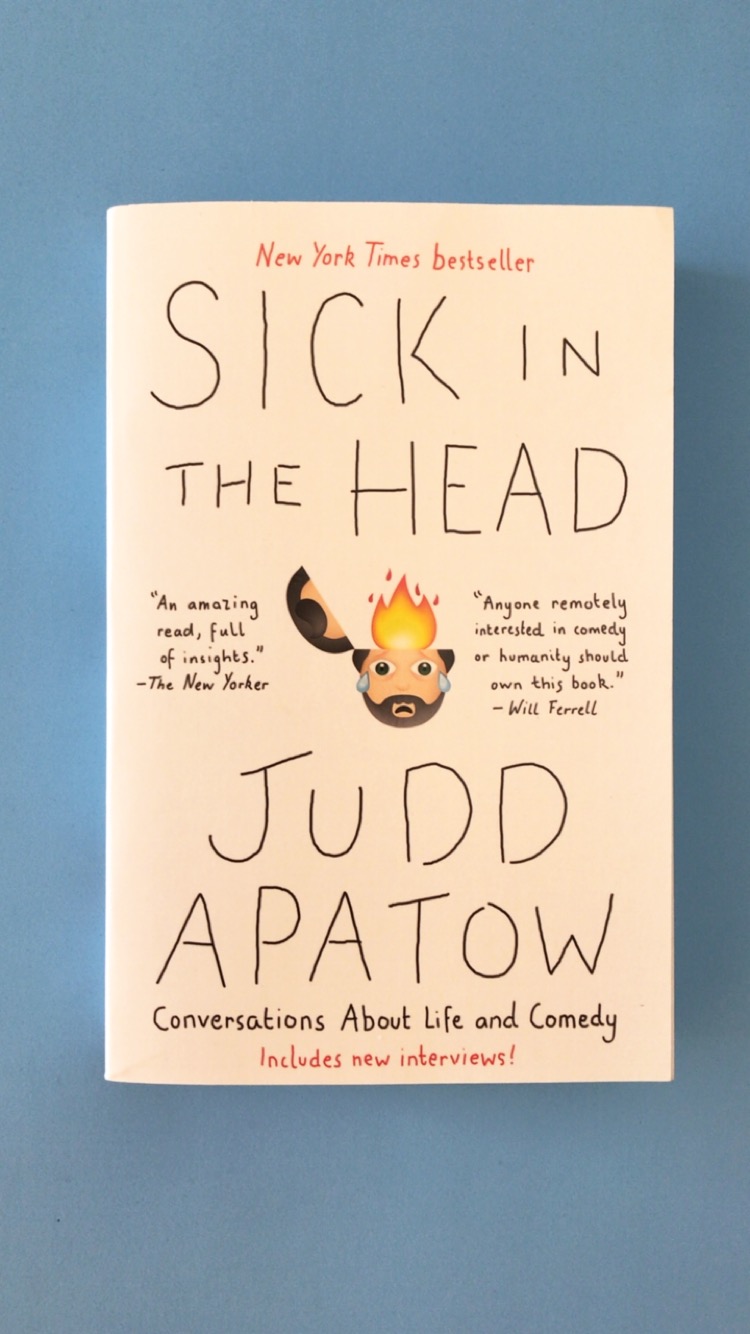 New York Times bestseller
SICK IN
THE HEAD
"An amazing
read, full
of insights."
–The New Yorker
"Anyone remotely
interested in comedy
or humanity should
own this book."
– Will Ferrell
JUDD
APATOW
Conversations About Life and Comedy
Includes new interviews!